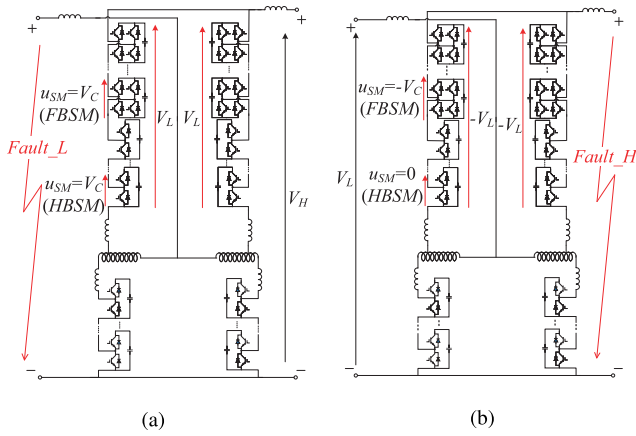 +
+
u_SM=V_C
(FBSM)
V_L
V_L
Fault_L
u_SM=V_C
(HBSM)
V_H
−
−
(a)
+
+
u_SM=-V_C
(FBSM)
-V_L
-V_L
Fault_H
V_L
u_SM=0
(HBSM)
−
−
(b)